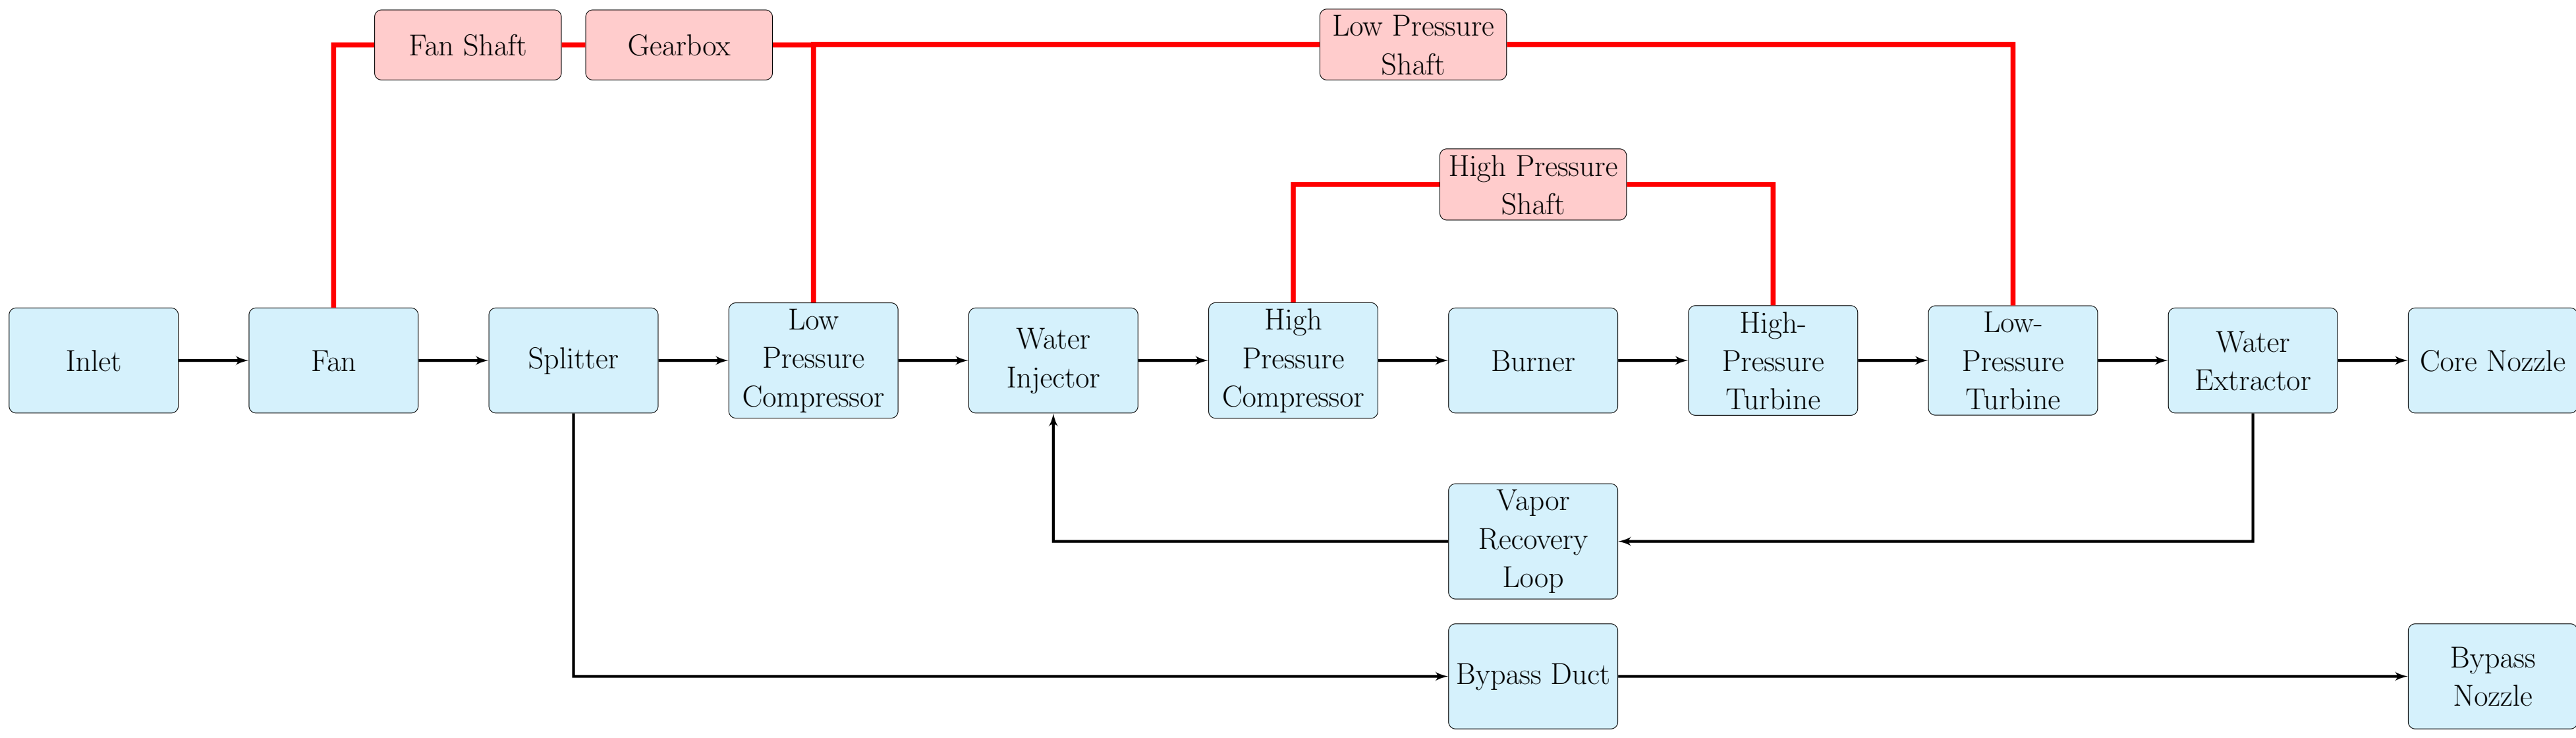 Fan Shaft
Gearbox
Low Pressure
Shaft
High Pressure
Shaft
Inlet
Fan
Splitter
Low
Pressure
Compressor
Water
Injector
High
Pressure
Compressor
Burner
High-
Pressure
Turbine
Low-
Pressure
Turbine
Water
Extractor
Core Nozzle
Vapor
Recovery
Loop
Bypass Duct
Bypass
Nozzle